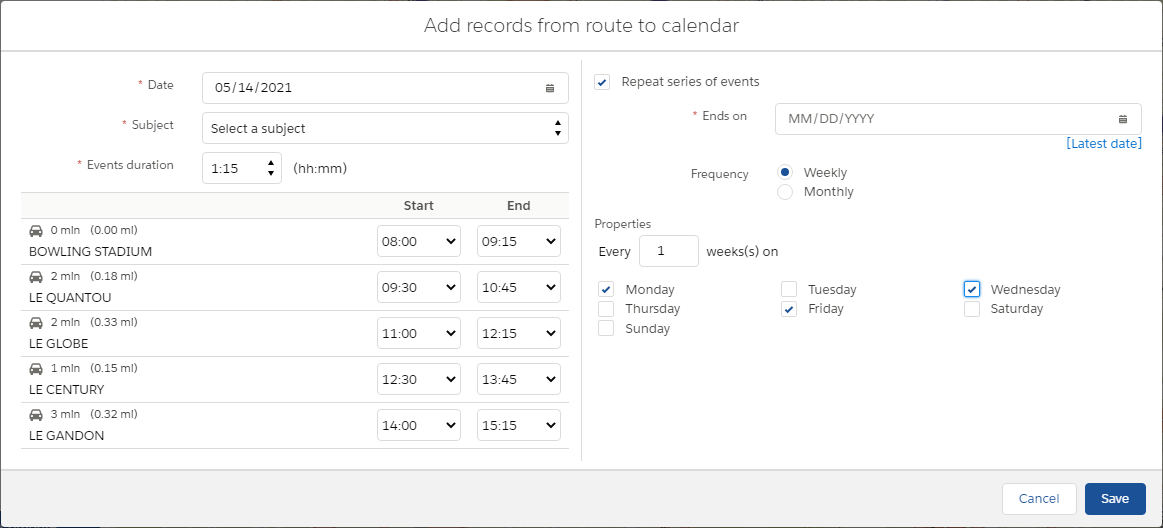 Add records from route to calendar
* Date 05/14/2021
* Subject Select a subject
* Events duration 1:15 (hh:mm)
Start End
0 min (0.00 ml)
BOWLING STADIUM 08:00 09:15
2 min (0.18 ml)
LE QUANTOU 09:30 10:45
2 min (0.33 ml)
LE GLOBE 11:00 12:15
1 min (0.15 ml)
LE CENTURY 12:30 13:45
3 min (0.32 ml)
LE GANDON 14:00 15:15
Repeat series of events
* Ends on MM/DD/YYYY
[Latest date]
Frequency Weekly
Monthly
Properties
Every 1 weeks(s) on
Monday Tuesday Wednesday
Thursday Friday Saturday
Sunday
Cancel Save